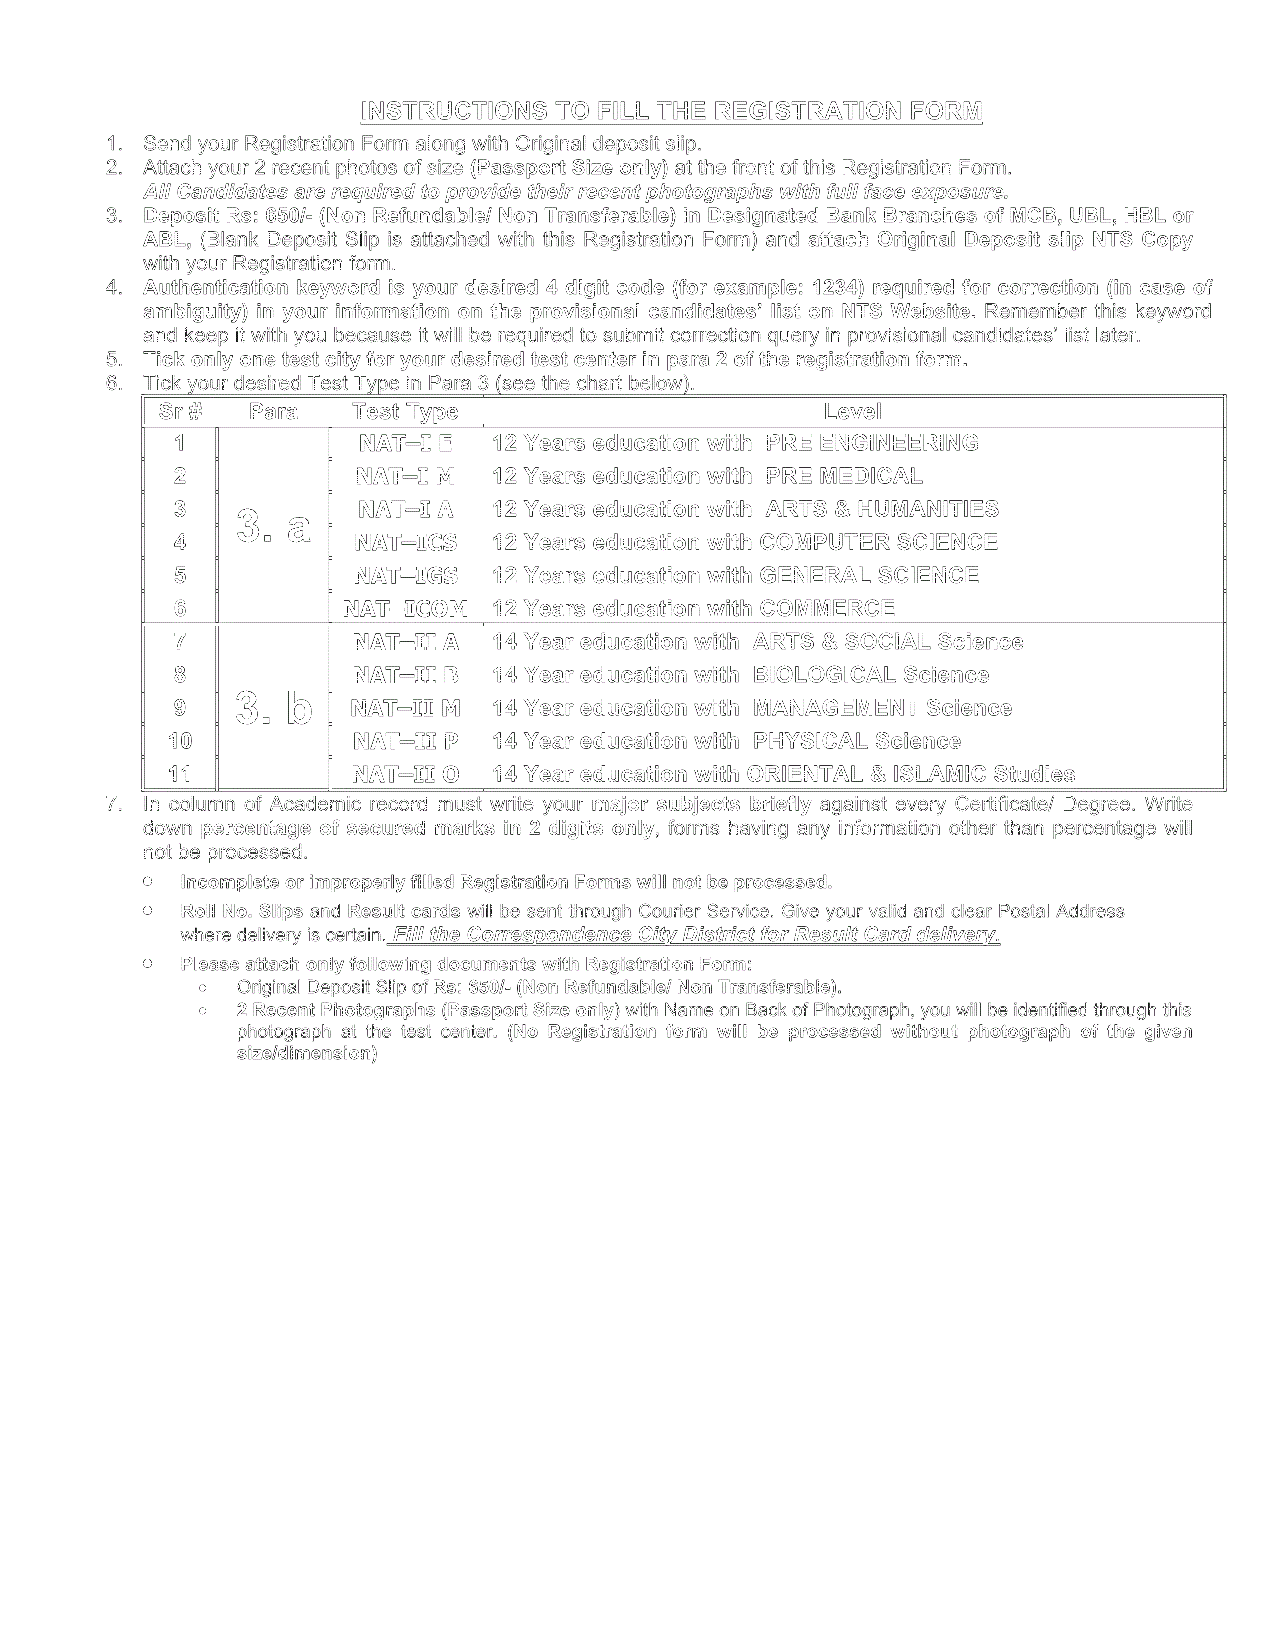 INSTRUCTIONS TO FILL THE REGISTRATION FORM
1. Send your Registration Form along with Original deposit slip.
2. Attach your 2 recent photos of size (Passport Size only) at the front of this Registration Form.
All Candidates are required to provide their recent photographs with full face exposure.
3. Deposit Rs: 650/- (Non Refundable/ Non Transferable) in Designated Bank Branches of MCB, UBL, HBL or
ABL, (Blank Deposit Slip is attached with this Registration Form) and attach Original Deposit slip NTS Copy
with your Registration form.
4. Authentication keyword is your desired 4 digit code (for example: 1234) required for correction (in case of
ambiguity) in your information on the provisional candidates' list on NTS Website. Remember this keyword
and keep it with you because it will be required to submit correction query in provisional candidates' list later.
5. Tick only one test city for your desired test center in para 2 of the registration form.
6. Tick your desired Test Type in Para 3 (see the chart below).
Sr # Para Test Type Level
1 NAT–I E 12 Years education with PRE ENGINEERING
2 NAT–I M 12 Years education with PRE MEDICAL
3 NAT–I A 12 Years education with ARTS & HUMANITIES
3. a
4 NAT–ICS 12 Years education with COMPUTER SCIENCE
5 NAT–IGS 12 Years education with GENERAL SCIENCE
6 NAT–ICOM 12 Years education with COMMERCE
7 NAT–II A 14 Year education with ARTS & SOCIAL Science
8 NAT–II B 14 Year education with BIOLOGICAL Science
3. b
9 NAT–II M 14 Year education with MANAGEMENT Science
10 NAT–II P 14 Year education with PHYSICAL Science
11 NAT–II O 14 Year education with ORIENTAL & ISLAMIC Studies
7. In column of Academic record must write your major subjects briefly against every Certificate/ Degree. Write
down percentage of secured marks in 2 digits only, forms having any information other than percentage will
not be processed.
○ Incomplete or improperly filled Registration Forms will not be processed.
○ Roll No. Slips and Result cards will be sent through Courier Service. Give your valid and clear Postal Address
where delivery is certain. Fill the Correspondence City District for Result Card delivery.
○ Please attach only following documents with Registration Form:
• Original Deposit Slip of Rs: 650/- (Non Refundable/ Non Transferable).
• 2 Recent Photographs (Passport Size only) with Name on Back of Photograph, you will be identified through this
photograph at the test center. (No Registration form will be processed without photograph of the given
size/dimension)